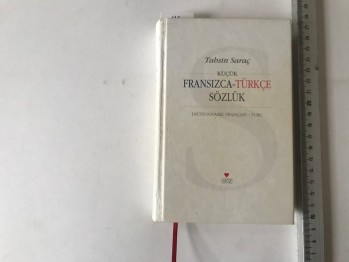 Tahsin Saraç
KÜÇÜK
FRANSIZCA-TÜRKÇE
SÖZLÜK
DICTIONNAIRE FRANÇAIS - TURC